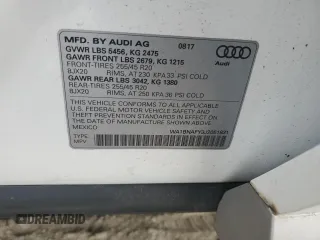 MFD. BY AUDI AG 0817
GVWR LBS 5456, KG 2475
GAWR FRONT LBS 2679, KG 1215
FRONT-TIRES 255/45 R20
8JX20 RIMS, AT 230 KPA 33 PSI COLD
GAWR REAR LBS 3042, KG 1380
REAR-TIRES 255/45 R20
8JX20 RIMS, AT 250 KPA 36 PSI COLD
Audi
THIS VEHICLE CONFORMS TO ALL APPLICABLE
U.S. FEDERAL MOTOR VEHICLE SAFETY AND
THEFT PREVENTION STANDARDS IN EFFECT ON THE
DATE OF MANUFACTURE SHOWN ABOVE.
MEXICO
TYPE:
MPV
DREAMBID